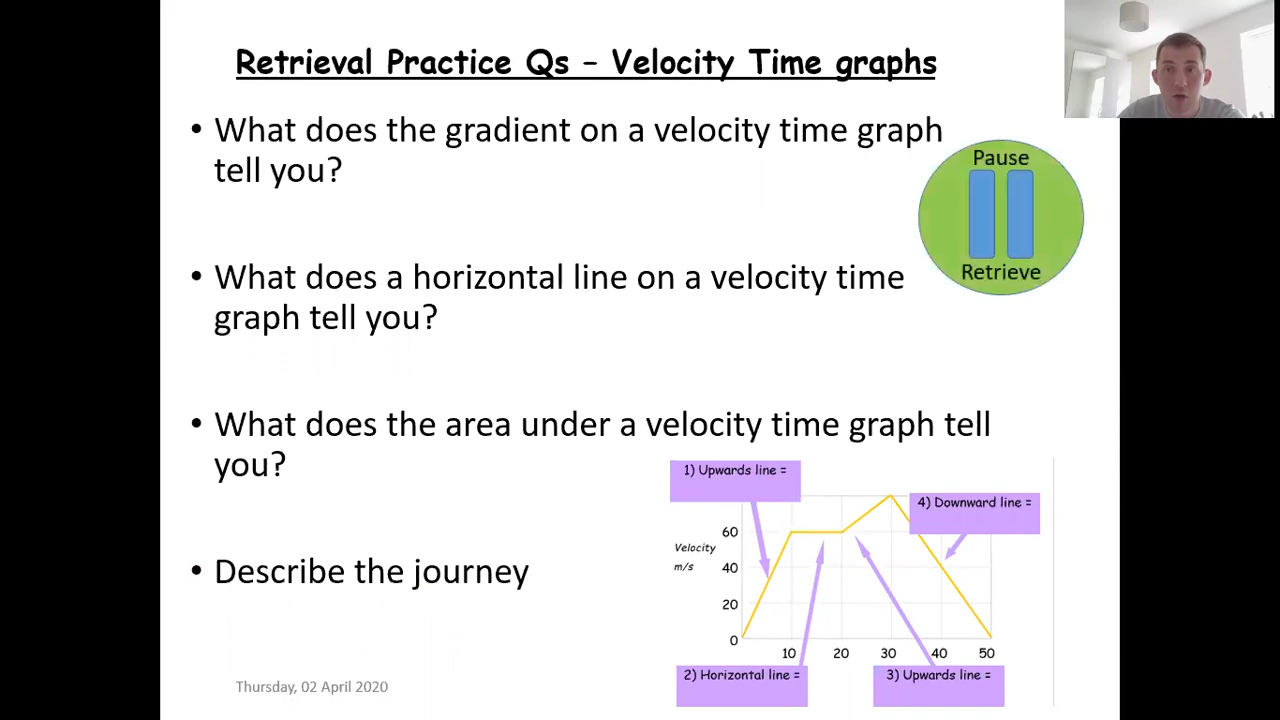 Retrieval Practice Qs – Velocity Time graphs
• What does the gradient on a velocity time graph
tell you?
Pause
Retrieve
• What does a horizontal line on a velocity time
graph tell you?
• What does the area under a velocity time graph tell
you?
• Describe the journey
1) Upwards line =
4) Downward line =
Velocity
m/s
60
40
20
0
10 20 30 40 50
2) Horizontal line =
3) Upwards line =
Thursday, 02 April 2020